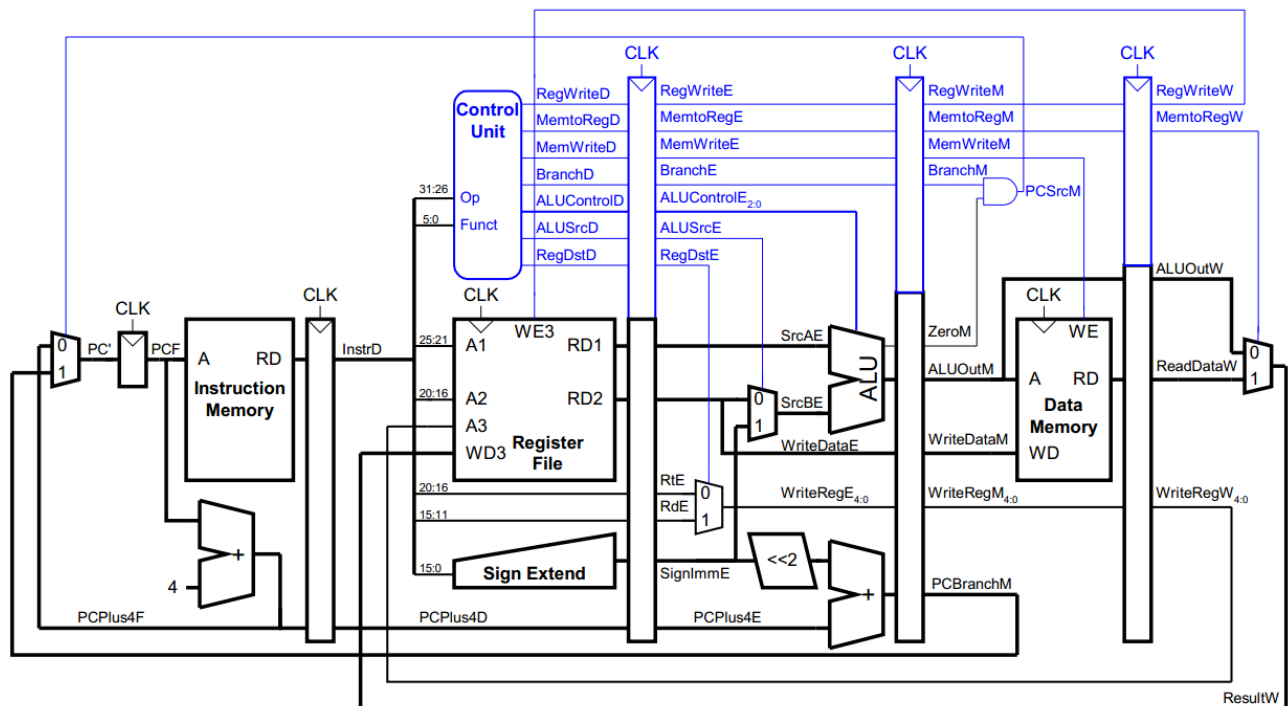 CLK CLK CLK
RegWriteD RegWriteE RegWriteM RegWriteW
Control Unit
MemtoRegD MemtoRegE MemtoRegM MemtoRegW
MemWriteD MemWriteE MemWriteM
BranchD BranchE BranchM
PCSrcM
31:26 Op ALUControlD ALUControlE2:0
5:0 Funct ALUSrcD ALUSrcE
RegDstD RegDstE
ALUOutW
CLK CLK CLK CLK
WE3 WE
0 PC' PCF A RD InstrD 25:21 A1 RD1 SrcAE ZeroM 0
1 ALU ALUOutM A RD ReadDataW 1
Instruction Memory
20:16 A2 RD2 0 SrcBE
1
Data Memory
A3
Register File
WD3 WriteDataE WriteDataM WD
20:16 RtE 0 WriteRegE4:0 WriteRegM4:0 WriteRegW4:0
15:11 RdE 1
+
4
15:0 Sign Extend SignImmE <<2
+ PCBranchM
PCPlus4F PCPlus4D PCPlus4E
ResultW